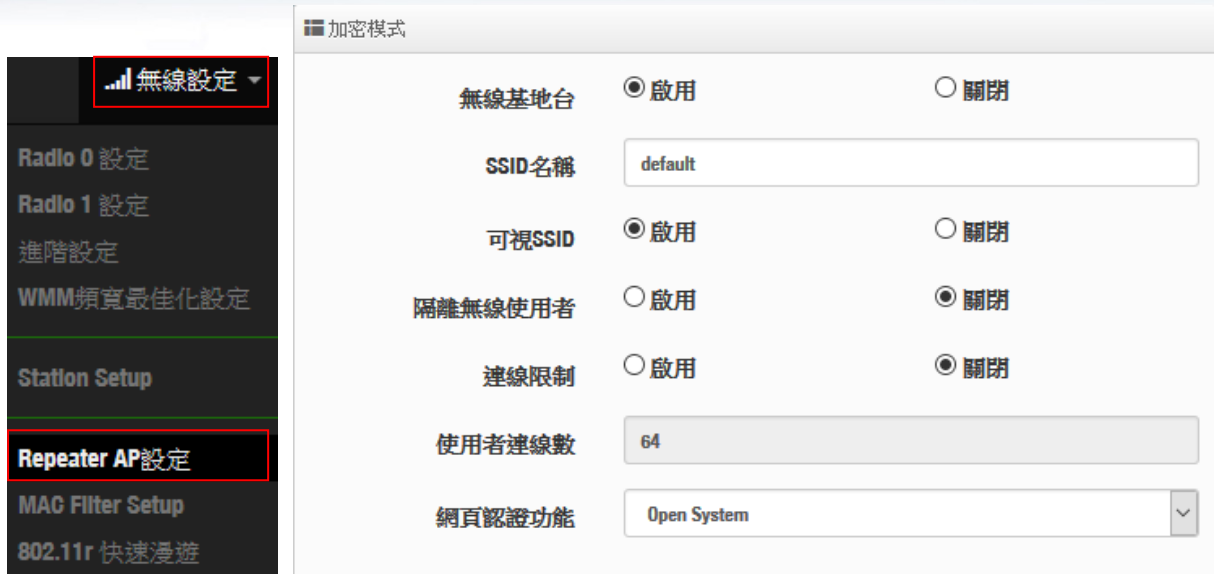 無線設定
Radio 0 設定
Radio 1 設定
進階設定
WMM頻寬最佳化設定
Station Setup
Repeater AP設定
MAC Filter Setup
802.11r 快速漫遊
加密模式
無線基地台 啟用 關閉
SSID名稱 default
可視SSID 啟用 關閉
隔離無線使用者 啟用 關閉
連線限制 啟用 關閉
使用者連線數 64
網頁認證功能 Open System